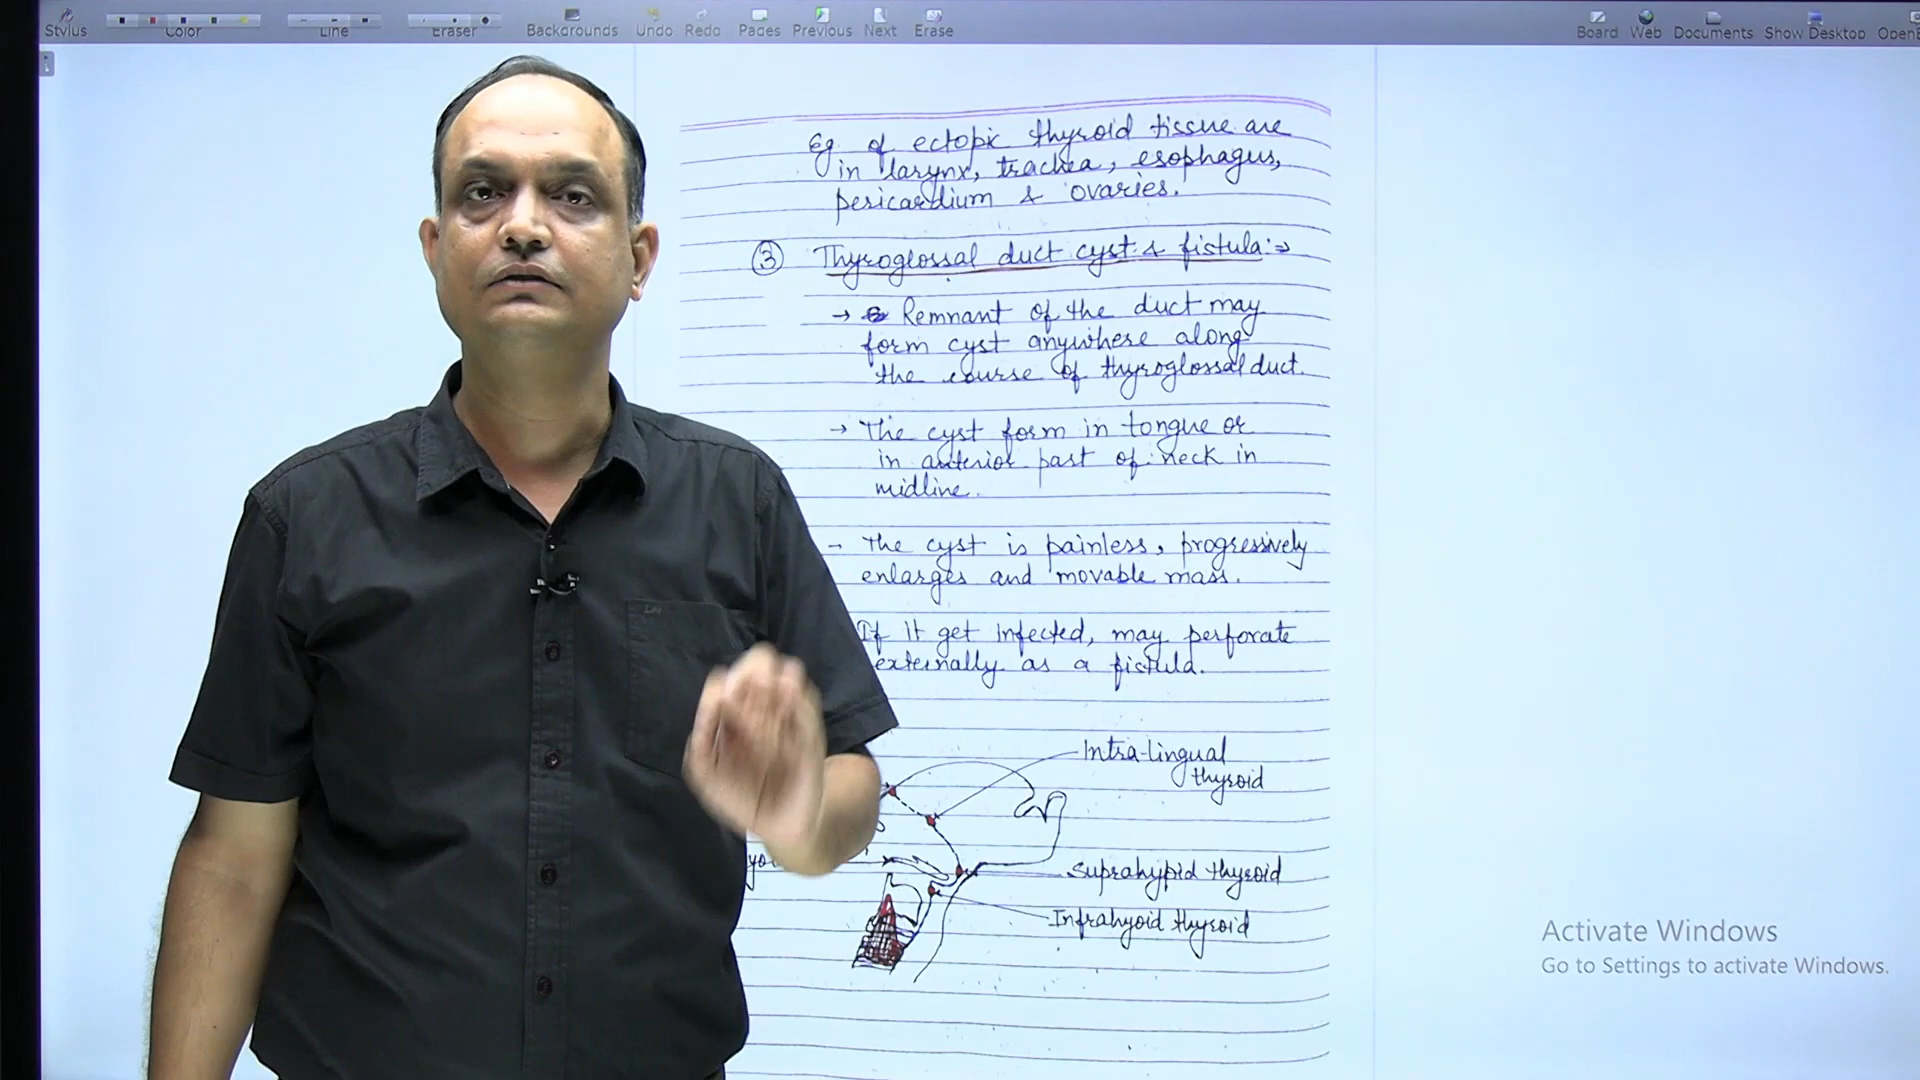 Stylus Color Line Eraser Backgrounds Undo Redo Pages Previous Next Erase Board Web Documents Show Desktop OpenE
Eg of ectopic thyroid tissue are
in larynx, trachea, esophagus,
pericardium & ovaries.
③ Thyroglossal duct cyst & fistula:⇒
→ Remnant of the duct may
form cyst anywhere along
the course of thyroglossal duct.
→ The cyst form in tongue or
in anterior part of neck in
midline.
- The cyst is painless, progressively
enlarges and movable mass.
If it get infected, may perforate
externally as a fistula.
Intra-lingual
thyroid
Suprahyoid thyroid
Infrahyoid thyroid
Activate Windows
Go to Settings to activate Windows.